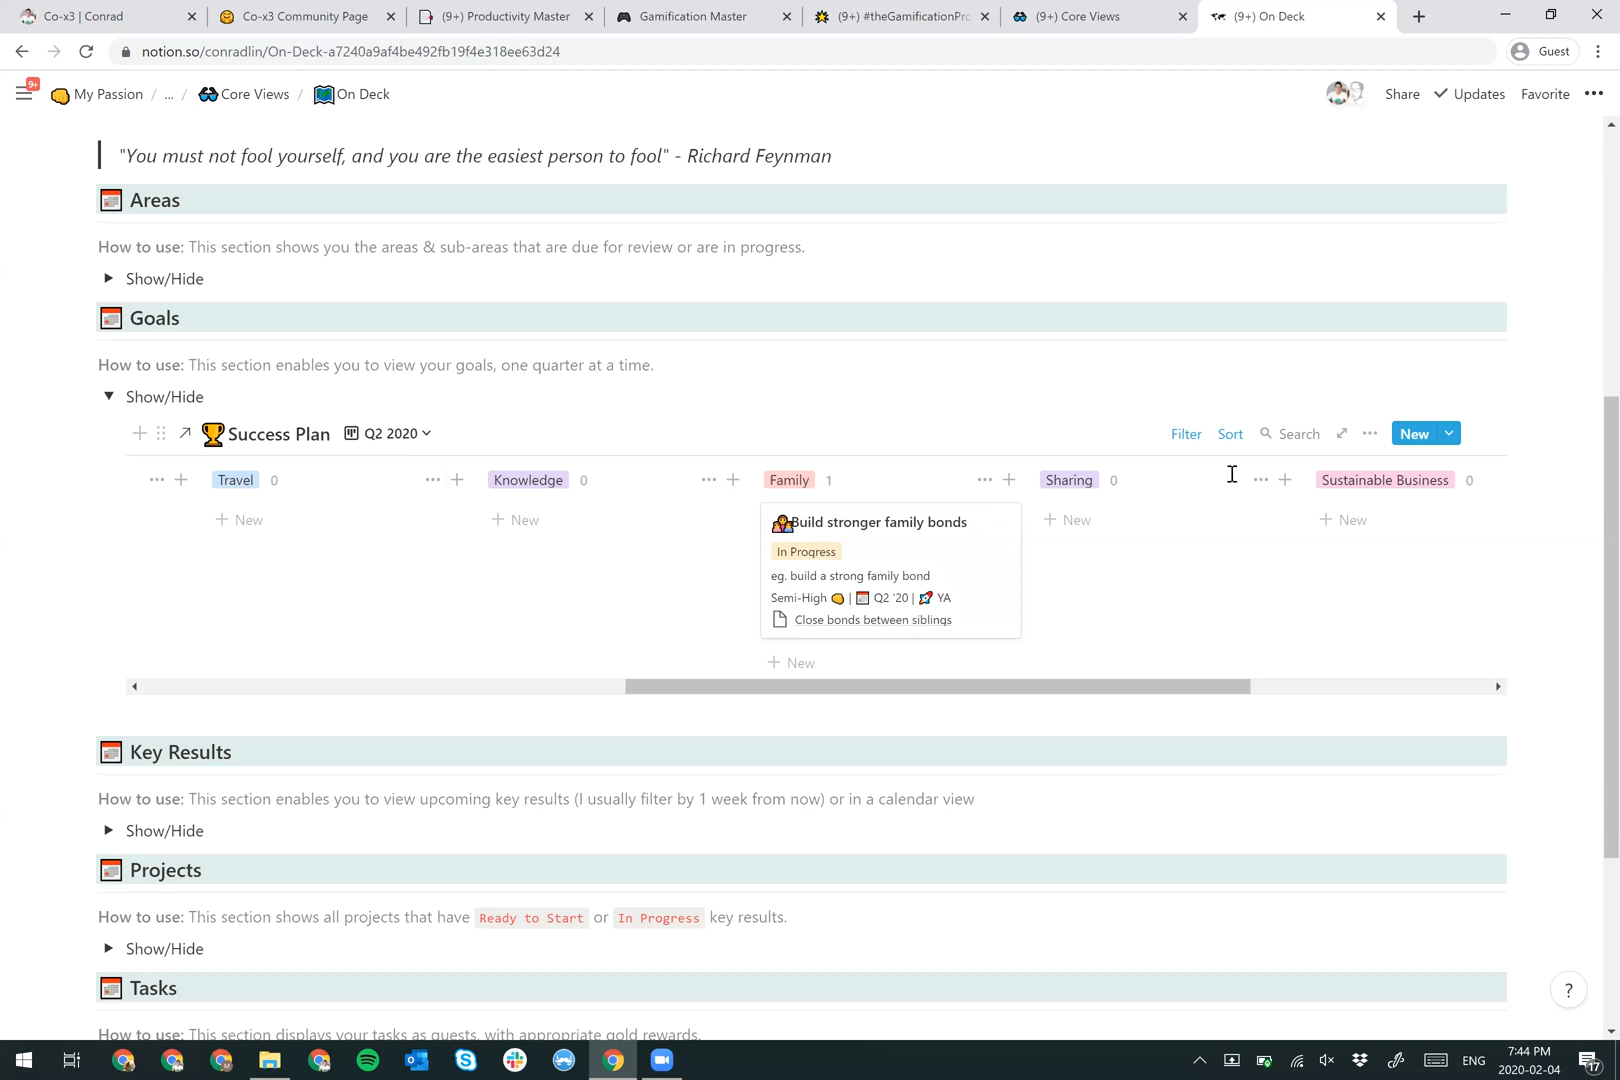 Co-x3 | Conrad
Co-x3 Community Page
(9+) Productivity Master
Gamification Master
(9+) #theGamificationPro
(9+) Core Views
(9+) On Deck
notion.so/conradlin/On-Deck-a7240a9af4be492fb19f4e318ee63d24
Guest
9+
My Passion / ... / Core Views / On Deck
Share
Updates
Favorite
"You must not fool yourself, and you are the easiest person to fool" - Richard Feynman
Areas
How to use: This section shows you the areas & sub-areas that are due for review or are in progress.
Show/Hide
Goals
How to use: This section enables you to view your goals, one quarter at a time.
Show/Hide
Success Plan
Q2 2020
Filter
Sort
Search
New
Travel 0
Knowledge 0
Family 1
Sharing 0
Sustainable Business 0
New
New
Build stronger family bonds
New
New
In Progress
eg. build a strong family bond
Semi-High | Q2 '20 | YA
Close bonds between siblings
New
Key Results
How to use: This section enables you to view upcoming key results (I usually filter by 1 week from now) or in a calendar view
Show/Hide
Projects
How to use: This section shows all projects that have Ready to Start or In Progress key results.
Show/Hide
Tasks
How to use: This section displays your tasks as quests, with appropriate gold rewards.
?
ENG
7:44 PM
2020-02-04
17